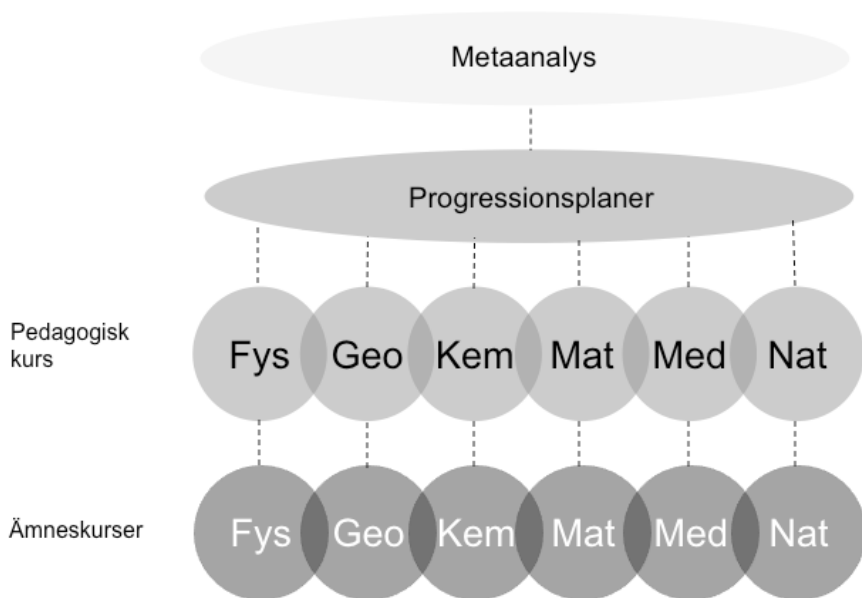 Metaanalys
Progressionsplaner
Pedagogisk
kurs
Fys Geo Kem Mat Med Nat
Ämneskurser
Fys Geo Kem Mat Med Nat